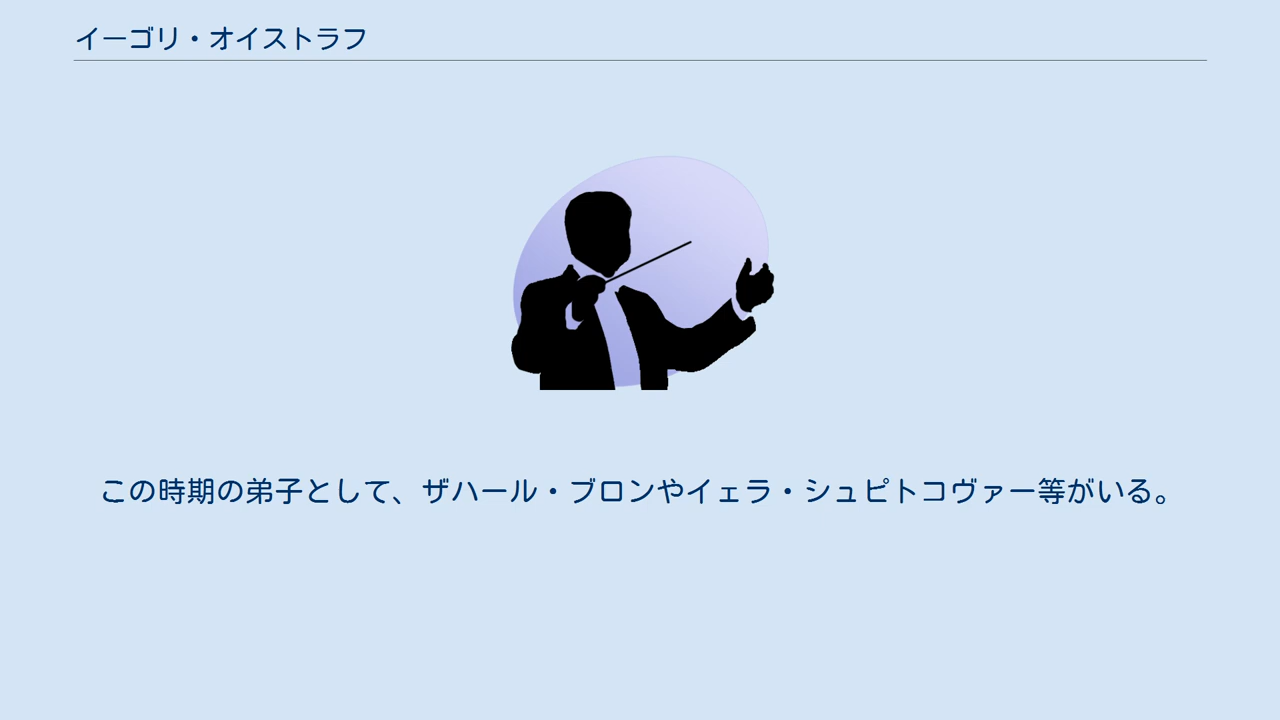 イーゴリ・オイストラフ
この時期の弟子として、ザハール・ブロンやイェラ・シュピトコヴァー等がいる。